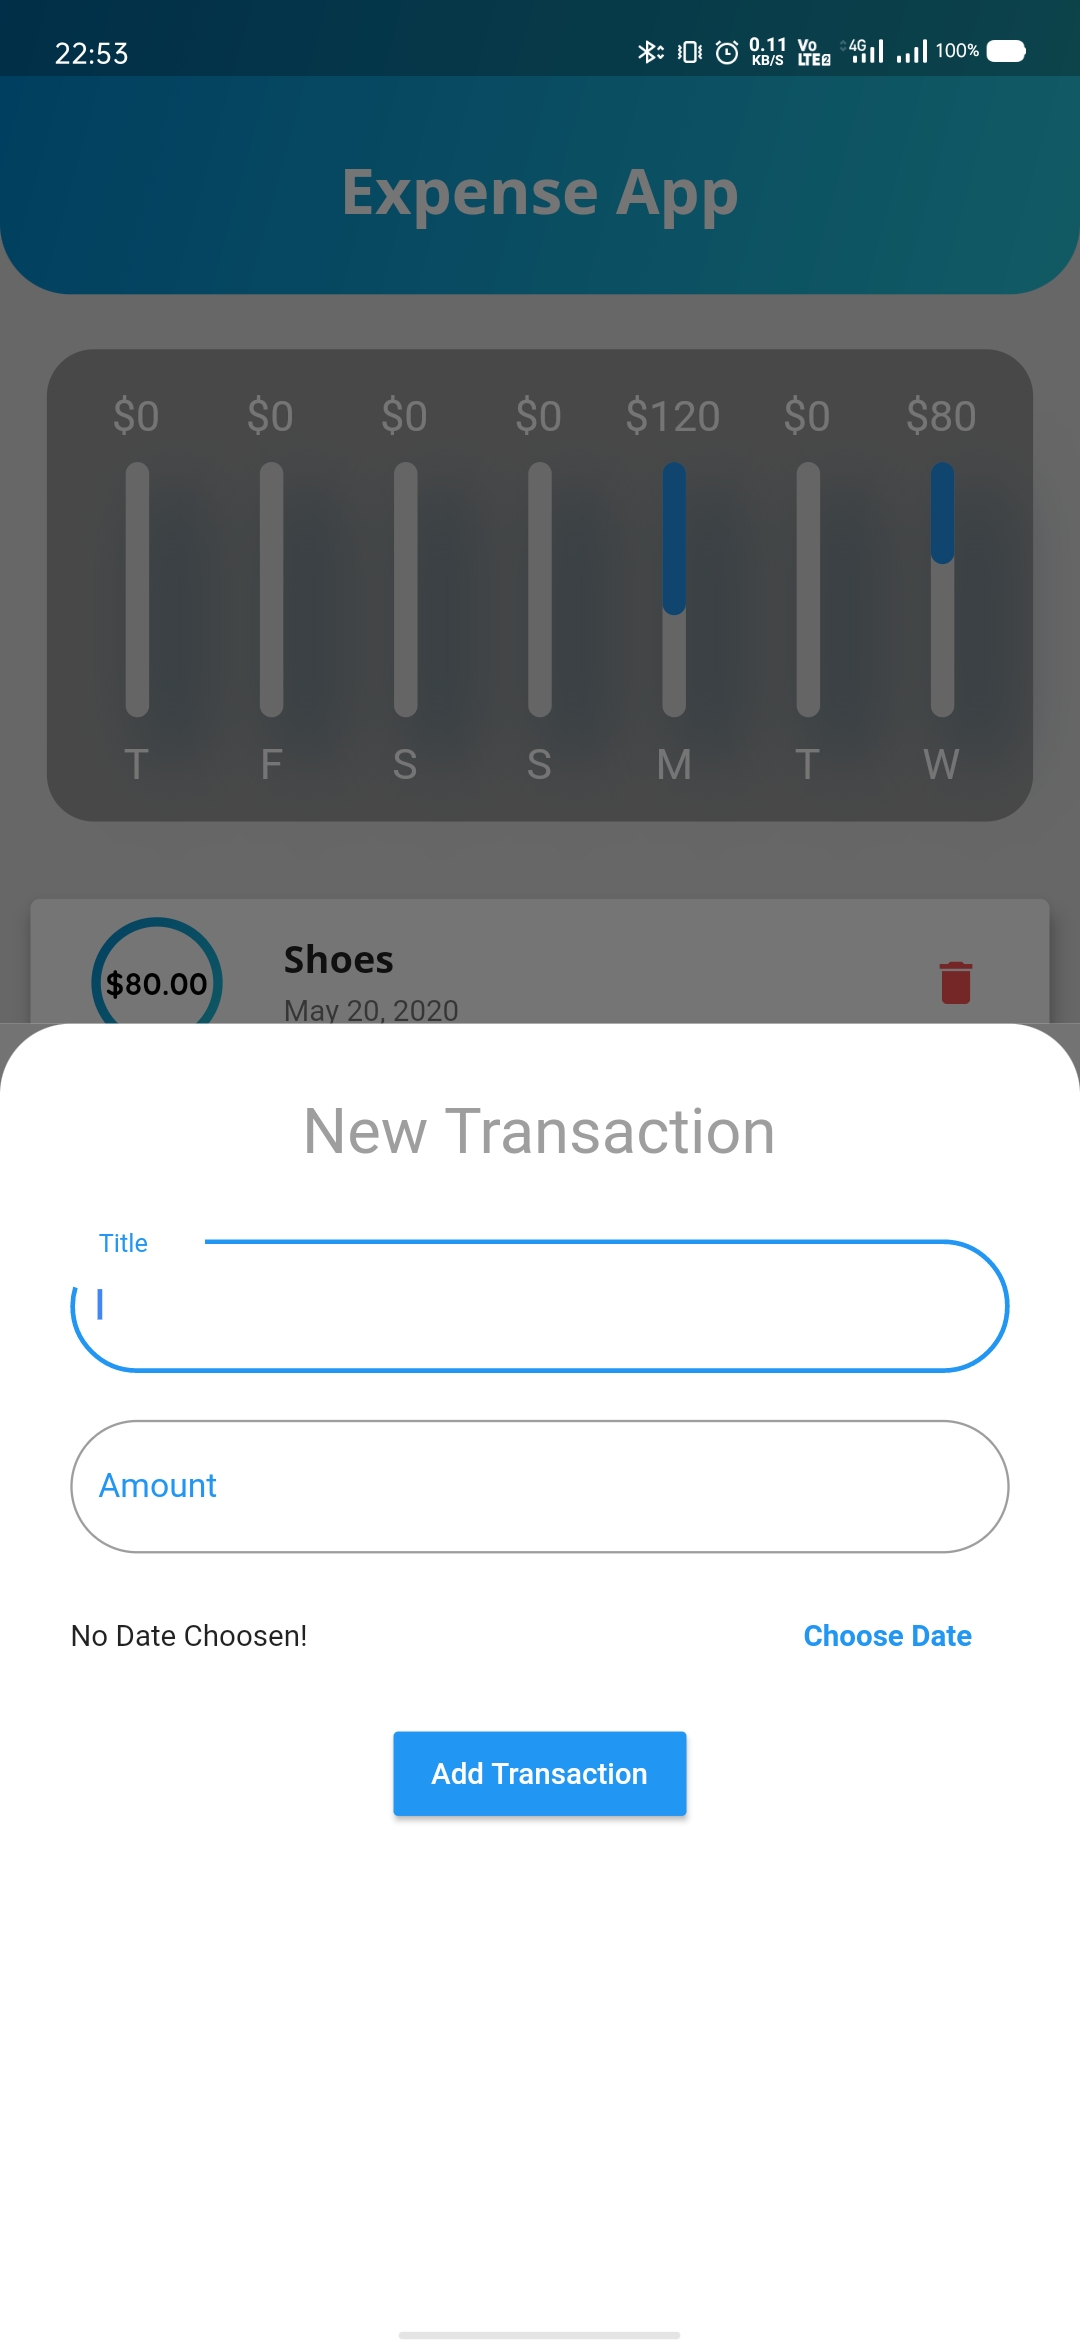 22:53 0.11 KB/S Vo LTE2 4G 100%
Expense App
$0 $0 $0 $0 $120 $0 $80
T F S S M T W
Shoes
$80.00
May 20, 2020
New Transaction
Title
Amount
No Date Choosen! Choose Date
Add Transaction